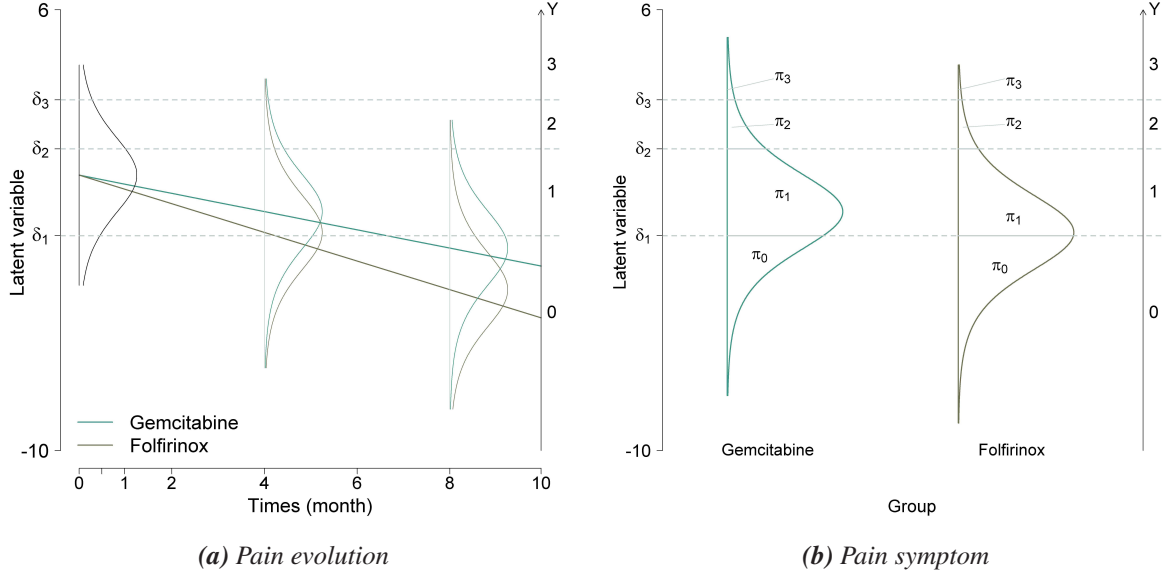 6
Y
3
δ3
2
δ2
1
δ1
0
Latent variable
Gemcitabine
Folfirinox
-10
0 1 2 4 8 10
Times (month)
(a) Pain evolution
6
Y
3
π3
π3
δ3
2
π2
π2
δ2
1
π1
π1
δ1
π0
π0
0
Latent variable
-10
Gemcitabine
Folfirinox
Group
(b) Pain symptom